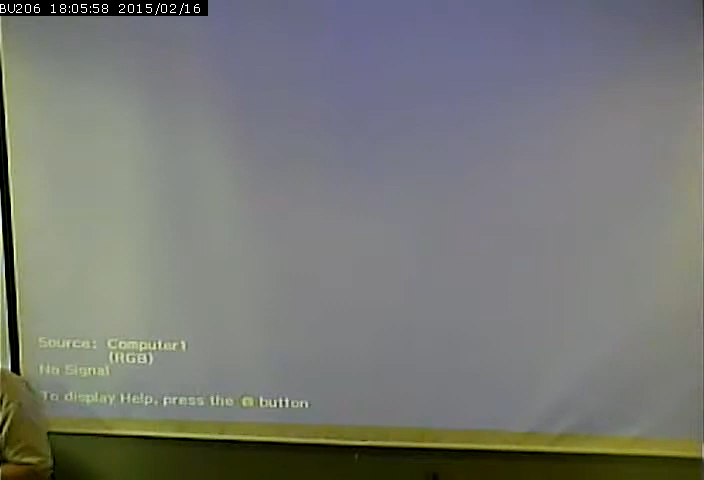 BU206 18:05:58 2015/02/16
Source: Computer1
(RGB)
No Signal
To display Help, press the button